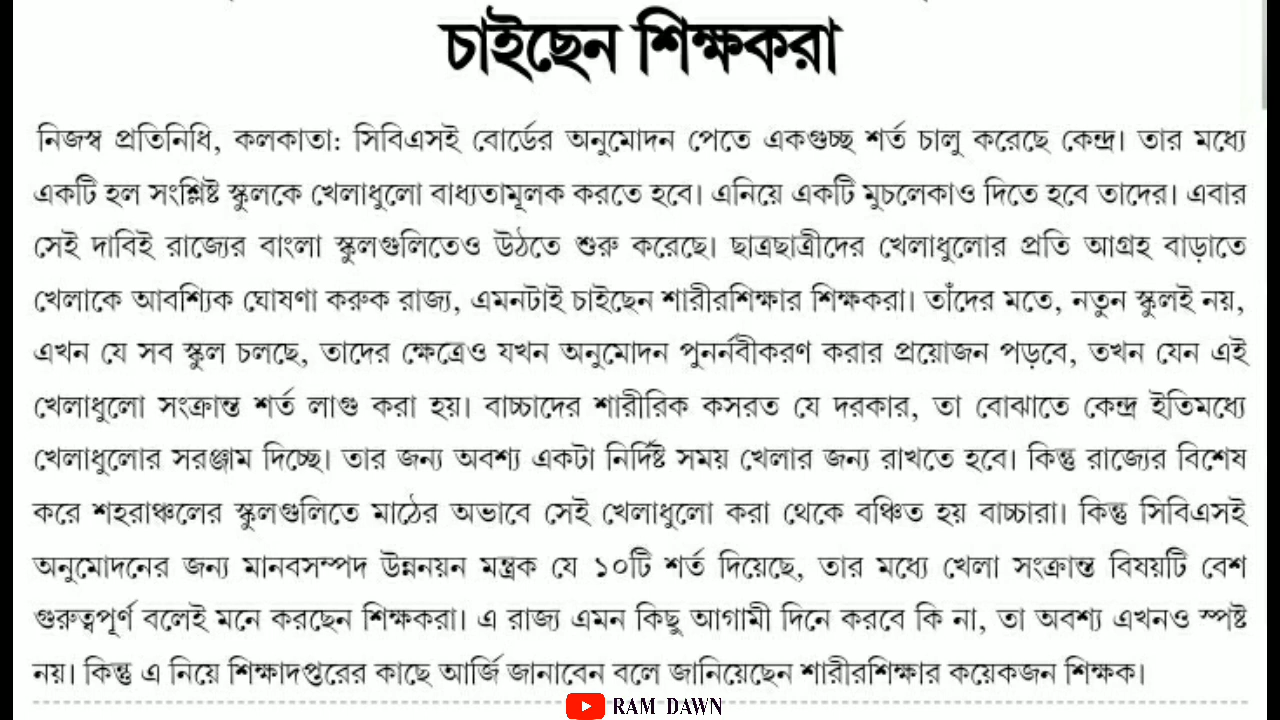 চাইছেন শিক্ষকরা
নিজস্ব প্রতিনিধি, কলকাতা: সিবিএসই বোর্ডের অনুমোদন পেতে একগুচ্ছ শর্ত চালু করেছে কেন্দ্র। তার মধ্যে
একটি হল সংশ্লিষ্ট স্কুলকে খেলাধুলো বাধ্যতামূলক করতে হবে। এনিয়ে একটি মুচলেকাও দিতে হবে তাদের। এবার
সেই দাবিই রাজ্যের বাংলা স্কুলগুলিতেও উঠতে শুরু করেছে। ছাত্রছাত্রীদের খেলাধুলোর প্রতি আগ্রহ বাড়াতে
খেলাকে আবশ্যিক ঘোষণা করুক রাজ্য, এমনটাই চাইছেন শারীরশিক্ষার শিক্ষকরা। তাঁদের মতে, নতুন স্কুলই নয়,
এখন যে সব স্কুল চলছে, তাদের ক্ষেত্রেও যখন অনুমোদন পুনর্নবীকরণ করার প্রয়োজন পড়বে, তখন যেন এই
খেলাধুলো সংক্রান্ত শর্ত লাগু করা হয়। বাচ্চাদের শারীরিক কসরত যে দরকার, তা বোঝাতে কেন্দ্র ইতিমধ্যে
খেলাধুলোর সরঞ্জাম দিচ্ছে। তার জন্য অবশ্য একটা নির্দিষ্ট সময় খেলার জন্য রাখতে হবে। কিন্তু রাজ্যের বিশেষ
করে শহরাঞ্চলের স্কুলগুলিতে মাঠের অভাবে সেই খেলাধুলো করা থেকে বঞ্চিত হয় বাচ্চারা। কিন্তু সিবিএসই
অনুমোদনের জন্য মানবসম্পদ উন্ননয়ন মন্ত্রক যে ১০টি শর্ত দিয়েছে, তার মধ্যে খেলা সংক্রান্ত বিষয়টি বেশ
গুরুত্বপূর্ণ বলেই মনে করছেন শিক্ষকরা। এ রাজ্য এমন কিছু আগামী দিনে করবে কি না, তা অবশ্য এখনও স্পষ্ট
নয়। কিন্তু এ নিয়ে শিক্ষাদপ্তরের কাছে আর্জি জানাবেন বলে জানিয়েছেন শারীরশিক্ষার কয়েকজন শিক্ষক।
RAM DAWN